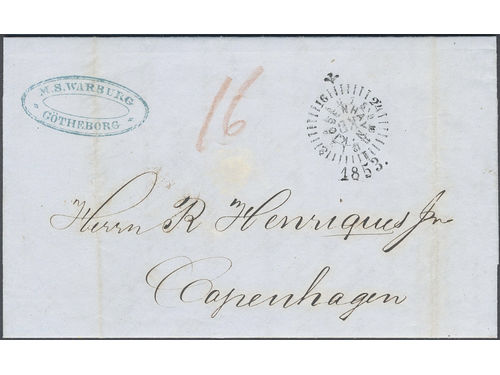 M.S.WARBURG
GÖTHEBORG
16
1853.
Herrn R Henriques Jr
Copenhagen